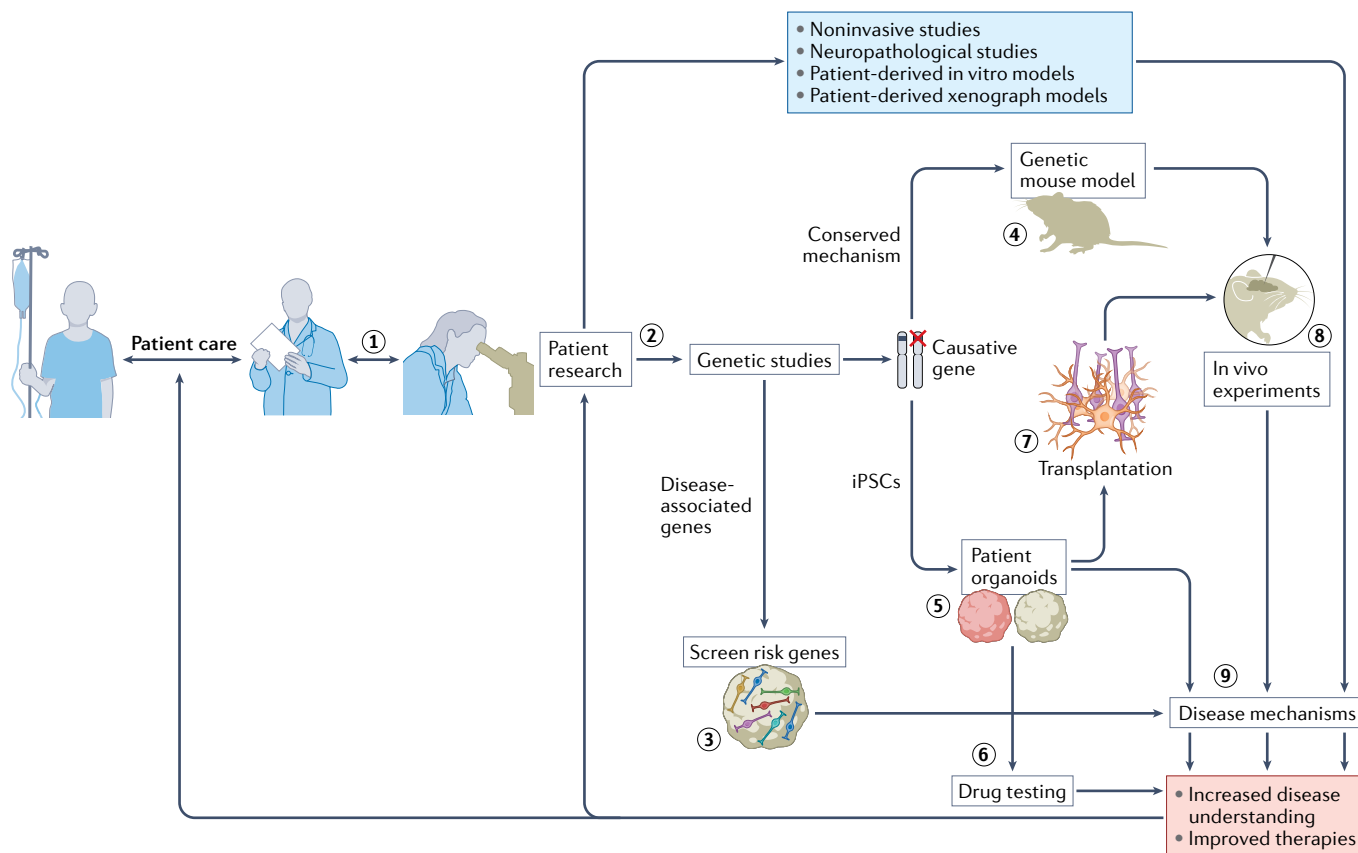 • Noninvasive studies
• Neuropathological studies
• Patient-derived in vitro models
• Patient-derived xenograph models
Genetic
mouse model
4
Conserved
mechanism
Patient care
1
Patient
research
2
Genetic studies
Causative
gene
8
In vivo
experiments
7
Transplantation
Disease-
associated
genes
iPSCs
Patient
organoids
5
Screen risk genes
3
9
Disease mechanisms
6
Drug testing
• Increased disease
understanding
• Improved therapies